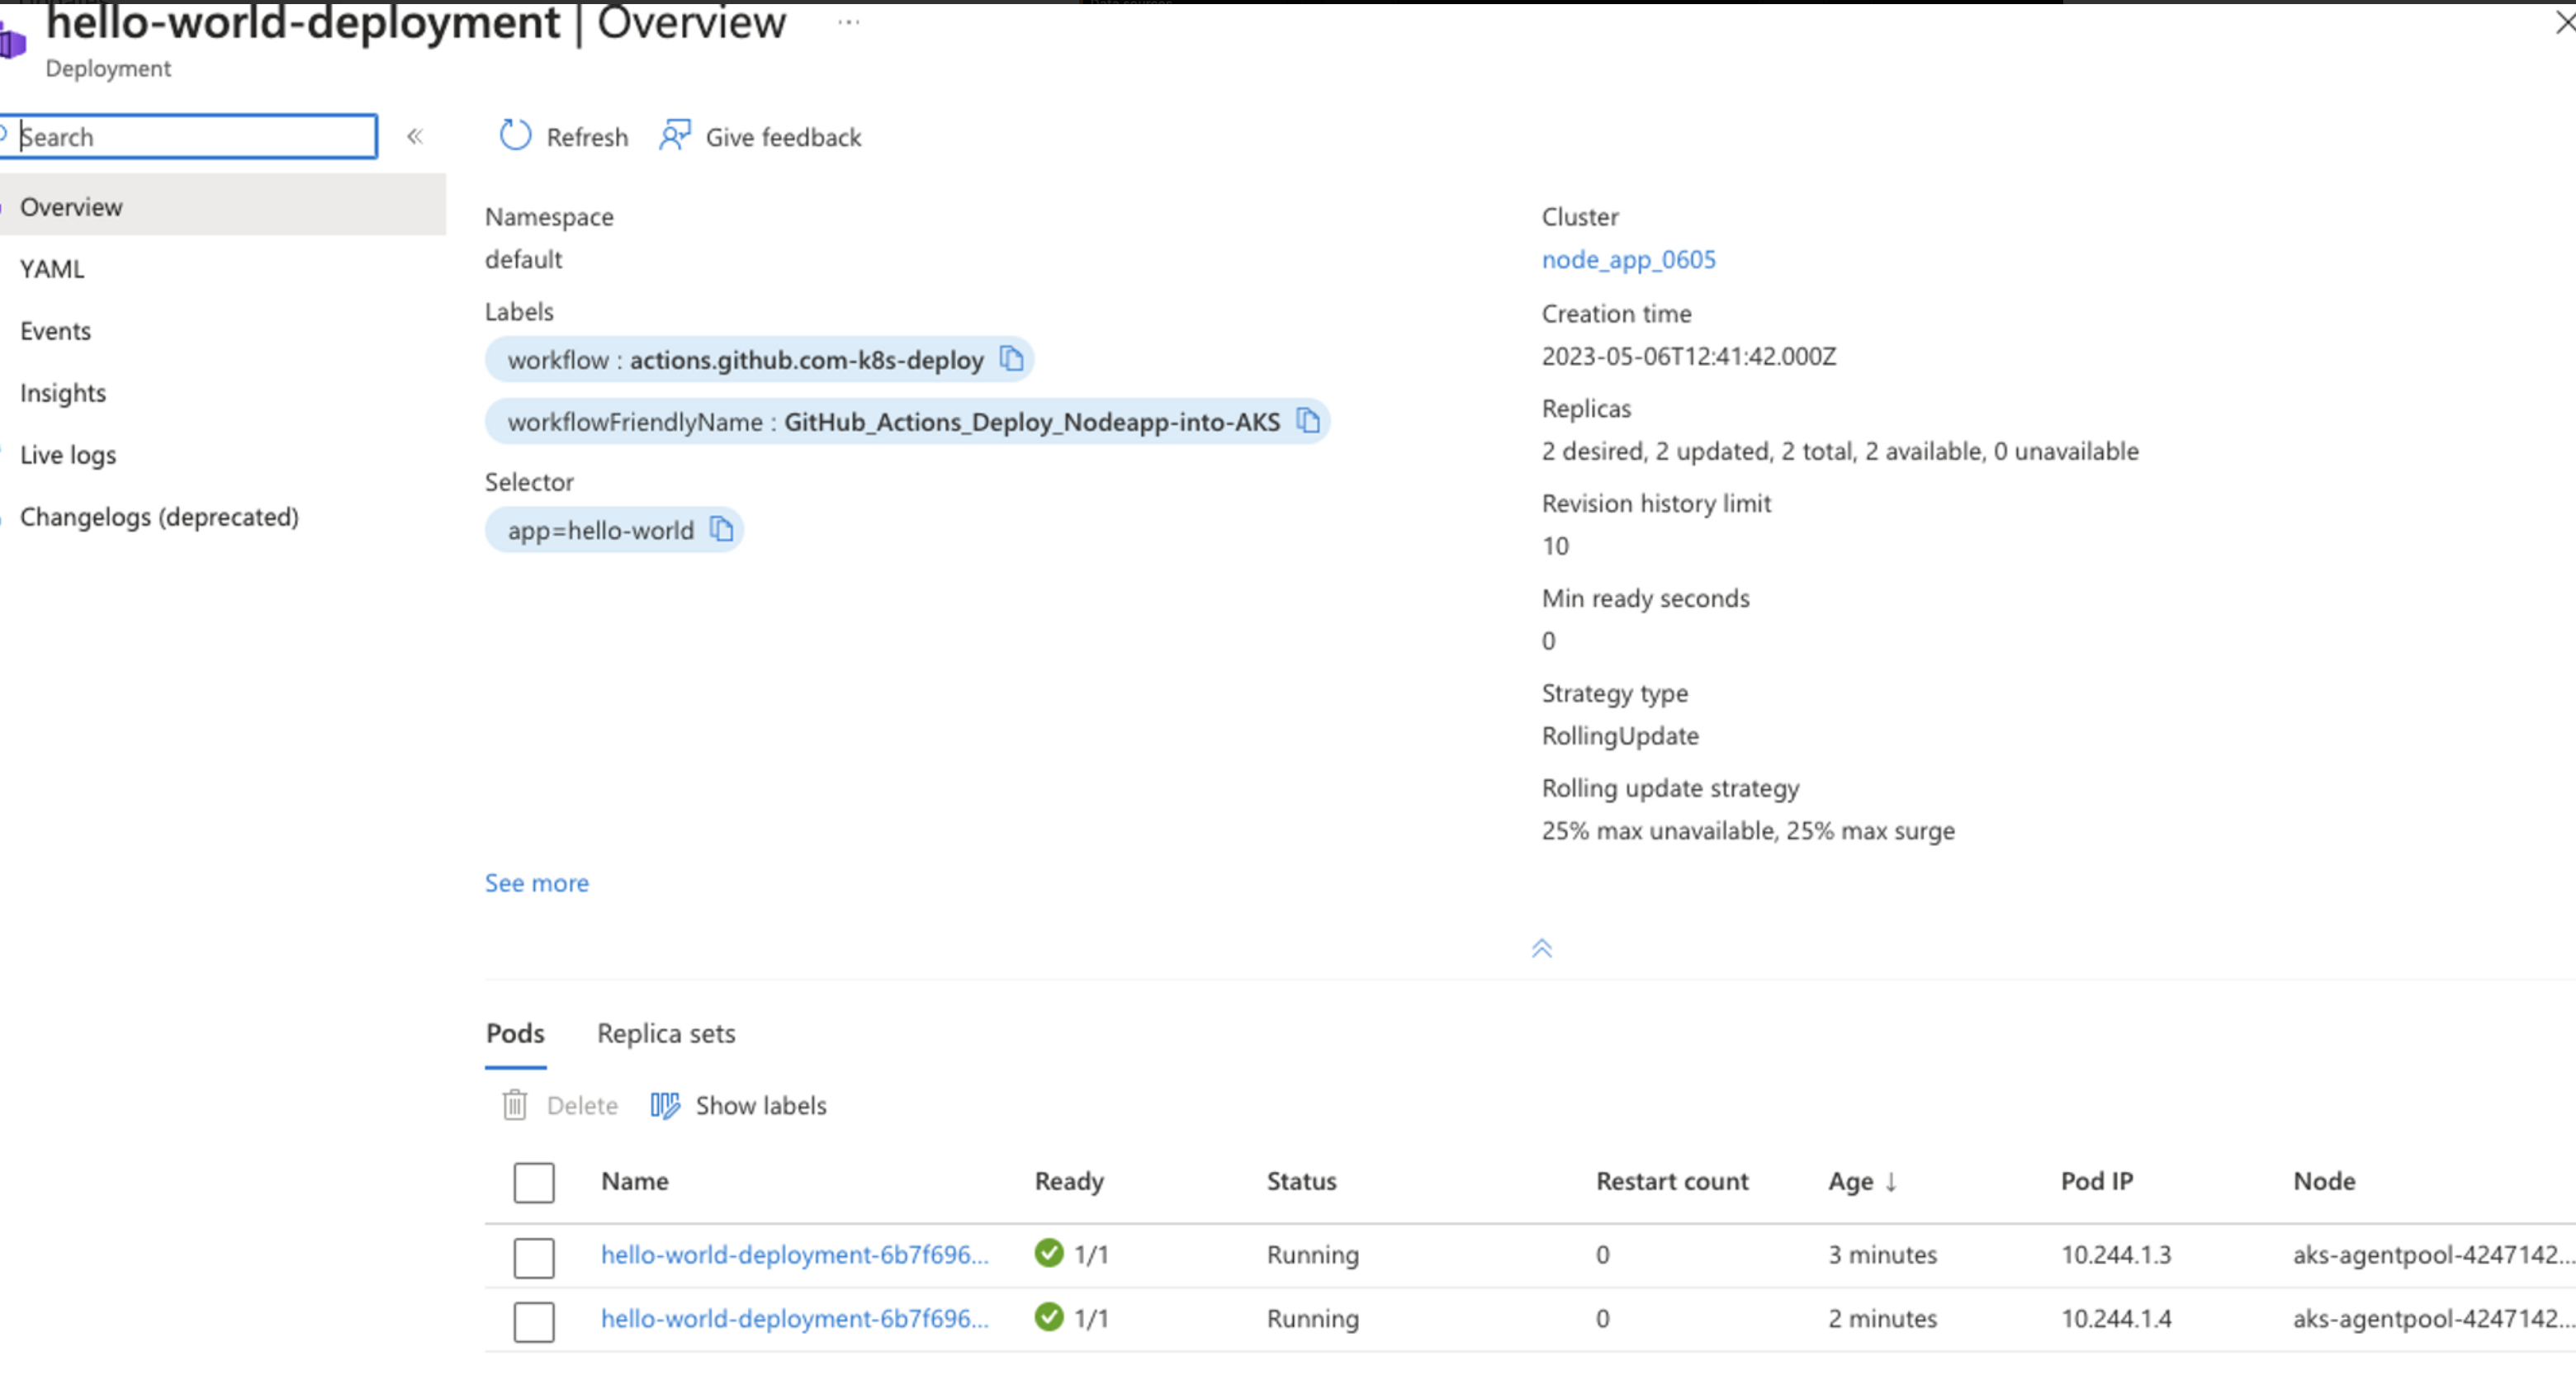 hello-world-deployment | Overview ...
Deployment
Search
Refresh
Give feedback
Overview
YAML
Events
Insights
Live logs
Changelogs (deprecated)
Namespace
default
Labels
workflow : actions.github.com-k8s-deploy
workflowFriendlyName : GitHub_Actions_Deploy_Nodeapp-into-AKS
Selector
app=hello-world
See more
Cluster
node_app_0605
Creation time
2023-05-06T12:41:42.000Z
Replicas
2 desired, 2 updated, 2 total, 2 available, 0 unavailable
Revision history limit
10
Min ready seconds
0
Strategy type
RollingUpdate
Rolling update strategy
25% max unavailable, 25% max surge
Pods Replica sets
Delete Show labels
Name Ready Status Restart count Age ↓ Pod IP Node
hello-world-deployment-6b7f696... 1/1 Running 0 3 minutes 10.244.1.3 aks-agentpool-4247142...
hello-world-deployment-6b7f696... 1/1 Running 0 2 minutes 10.244.1.4 aks-agentpool-4247142...